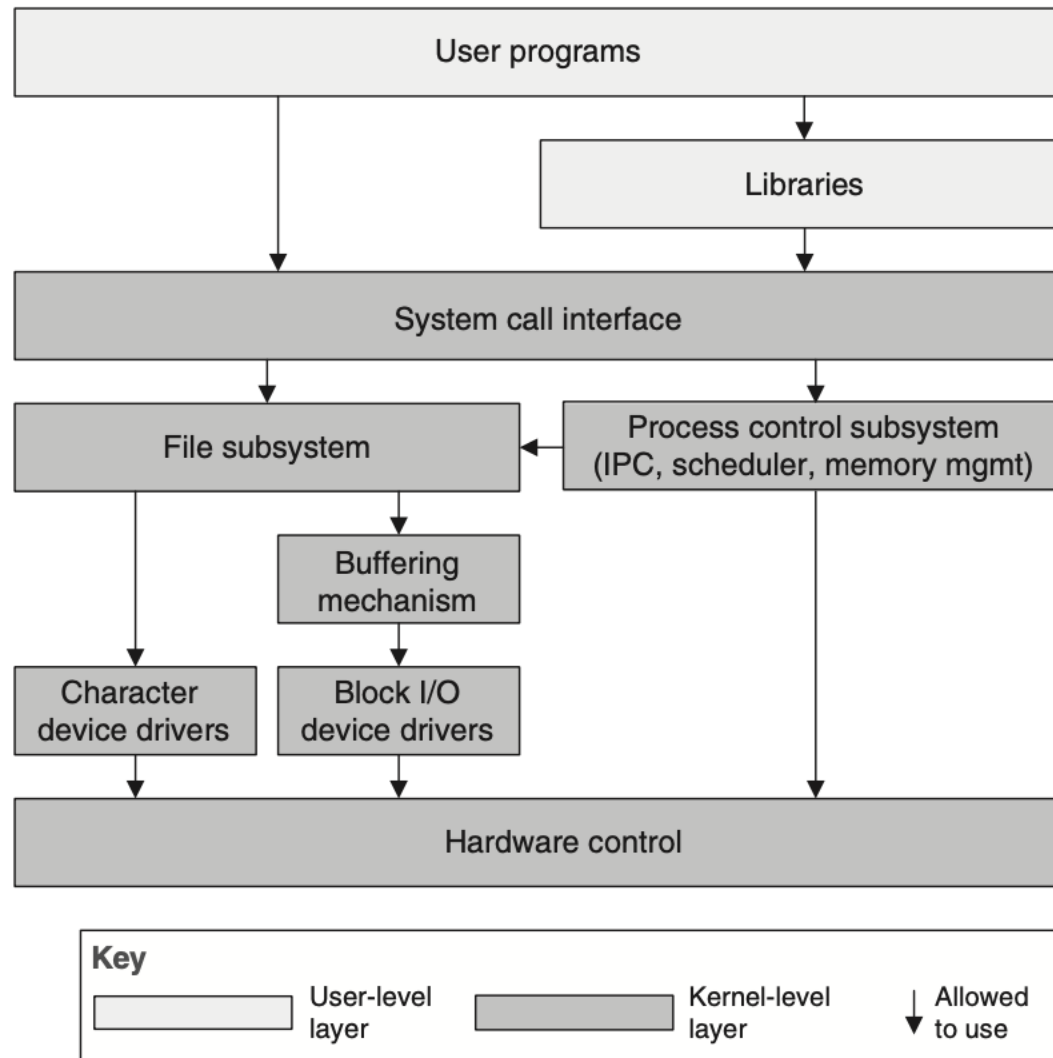 User programs
Libraries
System call interface
File subsystem
Process control subsystem
(IPC, scheduler, memory mgmt)
Buffering
mechanism
Character
device drivers
Block I/O
device drivers
Hardware control
Key
User-level
layer
Kernel-level
layer
Allowed
to use